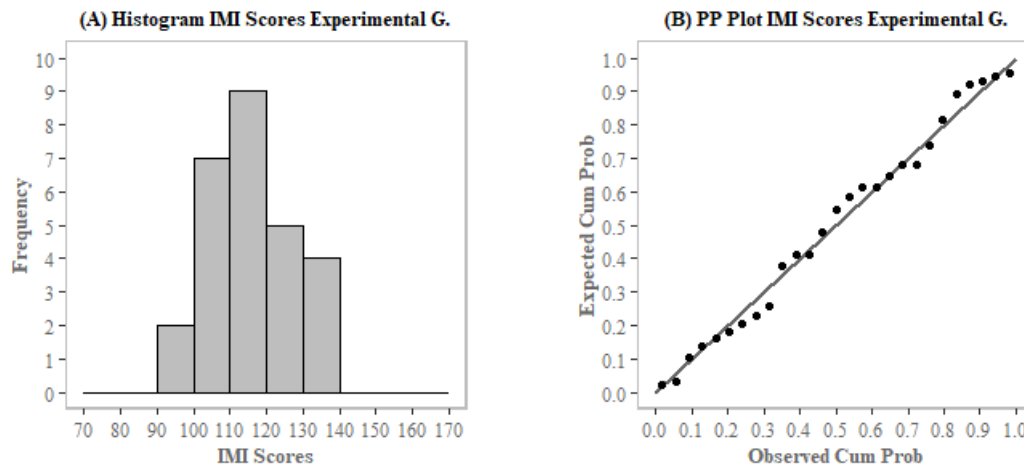 (A) Histogram IMI Scores Experimental G.
10
9
8
7
6
5
4
3
2
1
0
Frequency
70 80 90 100 110 120 130 140 150 160 170
IMI Scores
(B) PP Plot IMI Scores Experimental G.
1.0
0.9
0.8
0.7
0.6
0.5
0.4
0.3
0.2
0.1
0.0
Expected Cum Prob
0.0 0.1 0.2 0.3 0.4 0.5 0.6 0.7 0.8 0.9 1.0
Observed Cum Prob